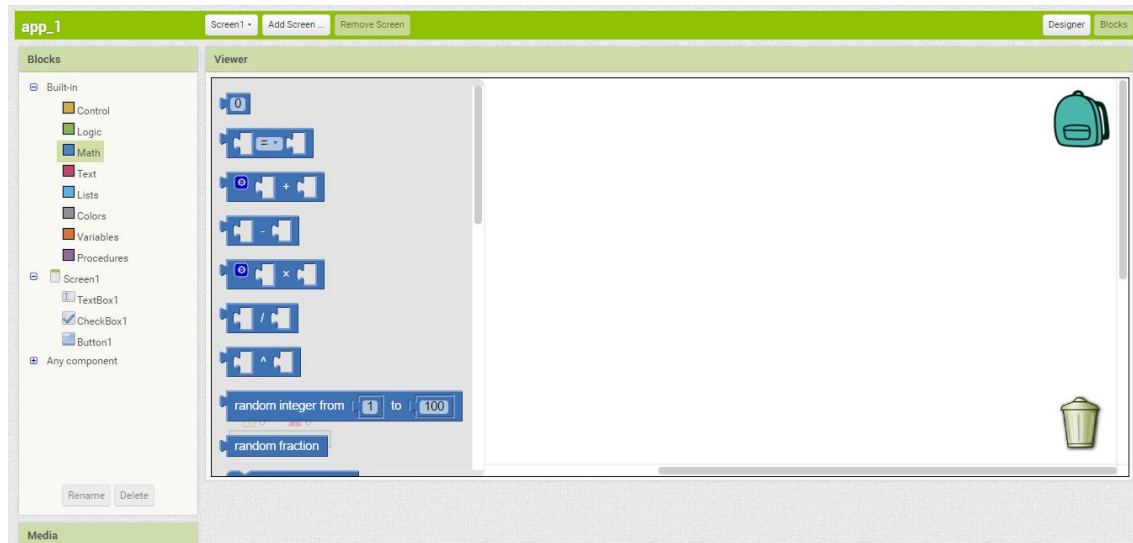 app_1
Screen1 Add Screen ... Remove Screen
Designer Blocks
Blocks
Viewer
Built-in
Control
Logic
Math
Text
Lists
Colors
Variables
Procedures
Screen1
TextBox1
CheckBox1
Button1
Any component
Rename Delete
Media
0
=
+
-
×
/
^
random integer from 1 to 100
0 0
random fraction